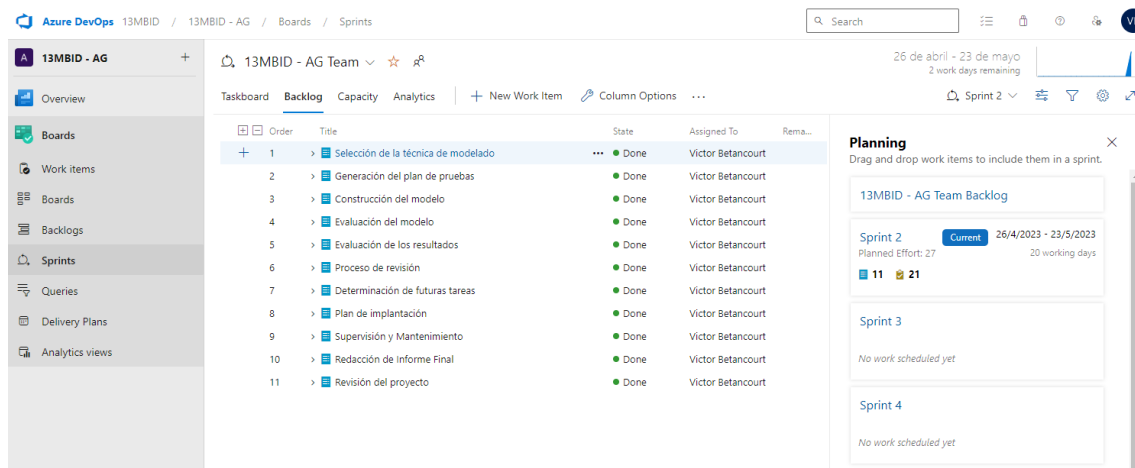 Azure DevOps 13MBID / 13MBID - AG / Boards / Sprints
Search
A 13MBID - AG +
Overview
Boards
Work items
Boards
Backlogs
Sprints
Queries
Delivery Plans
Analytics views
13MBID - AG Team
26 de abril - 23 de mayo
2 work days remaining
Taskboard Backlog Capacity Analytics + New Work Item Column Options ...
Sprint 2
Order Title State Assigned To Rema...
1 Selección de la técnica de modelado ... Done Victor Betancourt
2 Generación del plan de pruebas Done Victor Betancourt
3 Construcción del modelo Done Victor Betancourt
4 Evaluación del modelo Done Victor Betancourt
5 Evaluación de los resultados Done Victor Betancourt
6 Proceso de revisión Done Victor Betancourt
7 Determinación de futuras tareas Done Victor Betancourt
8 Plan de implantación Done Victor Betancourt
9 Supervisión y Mantenimiento Done Victor Betancourt
10 Redacción de Informe Final Done Victor Betancourt
11 Revisión del proyecto Done Victor Betancourt
Planning
Drag and drop work items to include them in a sprint.
13MBID - AG Team Backlog
Sprint 2 Current 26/4/2023 - 23/5/2023
Planned Effort: 27 20 working days
11 21
Sprint 3
No work scheduled yet
Sprint 4
No work scheduled yet